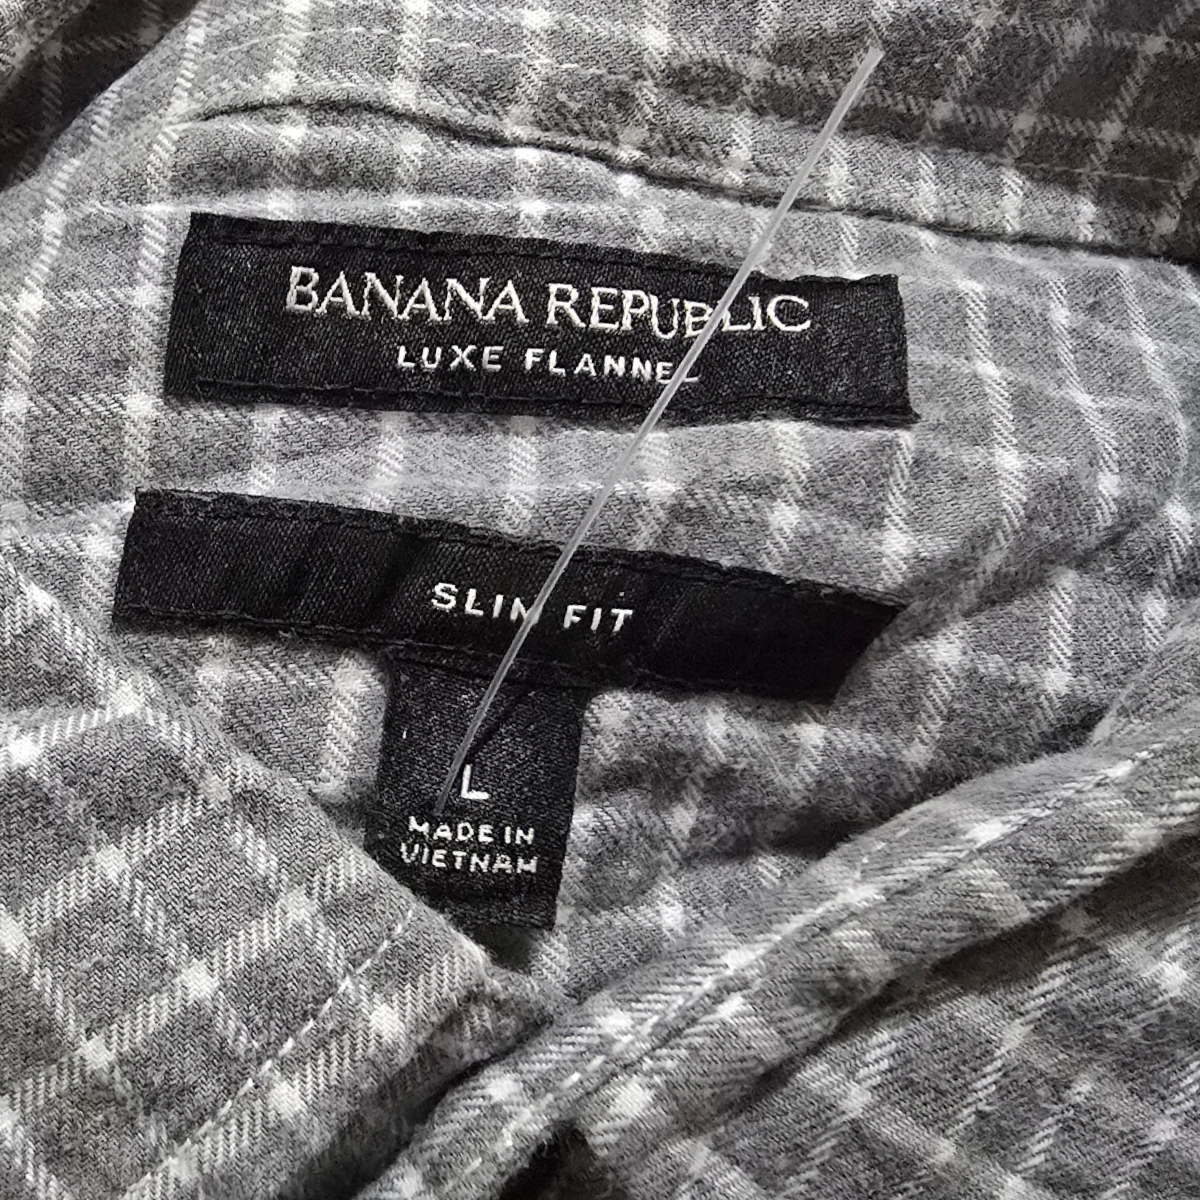 BANANA REPUBLIC
LUXE FLANNEL
SLIM FIT
L
MADE IN
VIETNAM